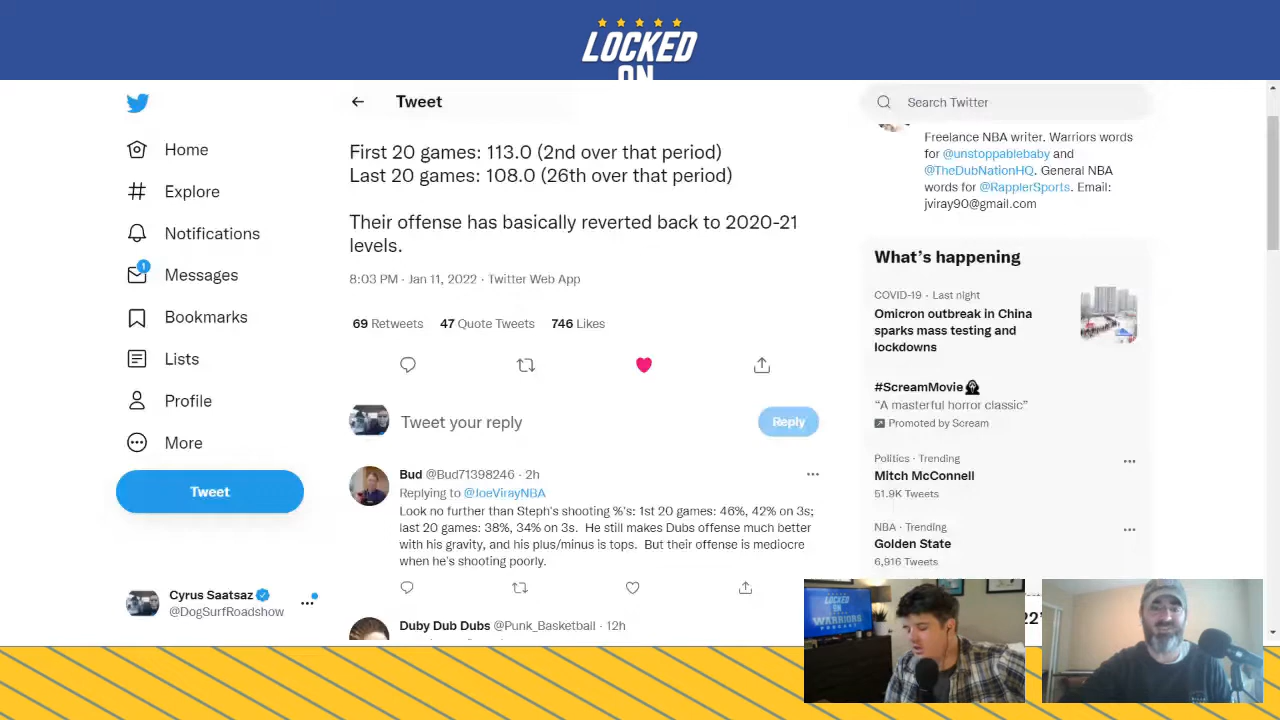 LOCKED
ON
Tweet
Search Twitter
Home
Explore
Notifications
1
Messages
Bookmarks
Lists
Profile
More
Tweet
Cyrus Saatsaz
@DogSurfRoadshow
First 20 games: 113.0 (2nd over that period)
Last 20 games: 108.0 (26th over that period)
Their offense has basically reverted back to 2020-21
levels.
8:03 PM · Jan 11, 2022 · Twitter Web App
69 Retweets 47 Quote Tweets 746 Likes
Tweet your reply
Reply
Bud @Bud71398246 · 2h
Replying to @JoeVirayNBA
Look no further than Steph's shooting %'s: 1st 20 games: 46%, 42% on 3s;
last 20 games: 38%, 34% on 3s. He still makes Dubs offense much better
with his gravity, and his plus/minus is tops. But their offense is mediocre
when he's shooting poorly.
Duby Dub Dubs @Punk_Basketball · 12h
Freelance NBA writer. Warriors words
for @unstoppablebaby and
@TheDubNationHQ. General NBA
words for @RapplerSports. Email:
jviray90@gmail.com
What's happening
COVID-19 · Last night
Omicron outbreak in China
sparks mass testing and
lockdowns
#ScreamMovie
“A masterful horror classic”
Promoted by Scream
Politics · Trending
Mitch McConnell
51.9K Tweets
NBA · Trending
Golden State
6,916 Tweets
LOCKED
ON
WARRIORS
PODCAST